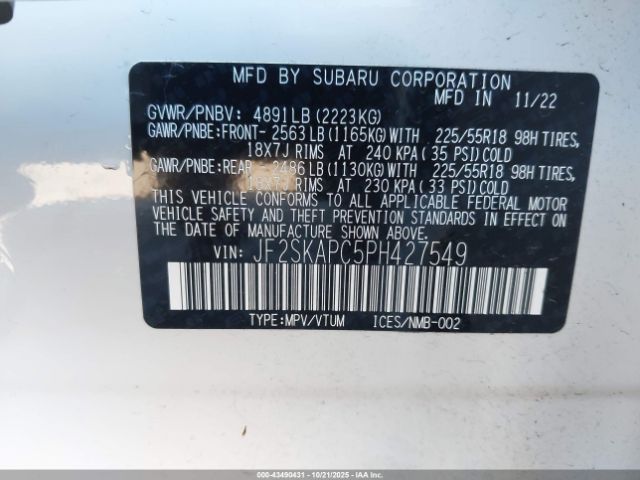 MFD BY SUBARU CORPORATION
MFD IN 11/22
GVWR/PNBV: 4891LB (2223KG)
GAWR/PNBE: FRONT- 2563LB (1165KG) WITH 225/55R18 98H TIRES,
18X7J RIMS AT 240 KPA ( 35 PSI) COLD
GAWR/PNBE: REAR- 2486LB (1130KG) WITH 225/55R18 98H TIRES,
18X7J RIMS AT 230 KPA ( 33 PSI) COLD
THIS VEHICLE CONFORMS TO ALL APPLICABLE FEDERAL MOTOR
VEHICLE SAFETY AND THEFT PREVENTION STANDARDS IN EFFECT ON
THE DATE OF MANUFACTURE SHOWN ABOVE.
VIN: JF2SKAPC5PH427549
TYPE:MPV/VTUM ICES/NMB-002
000-43490431 - 10/21/2025 - IAA Inc.